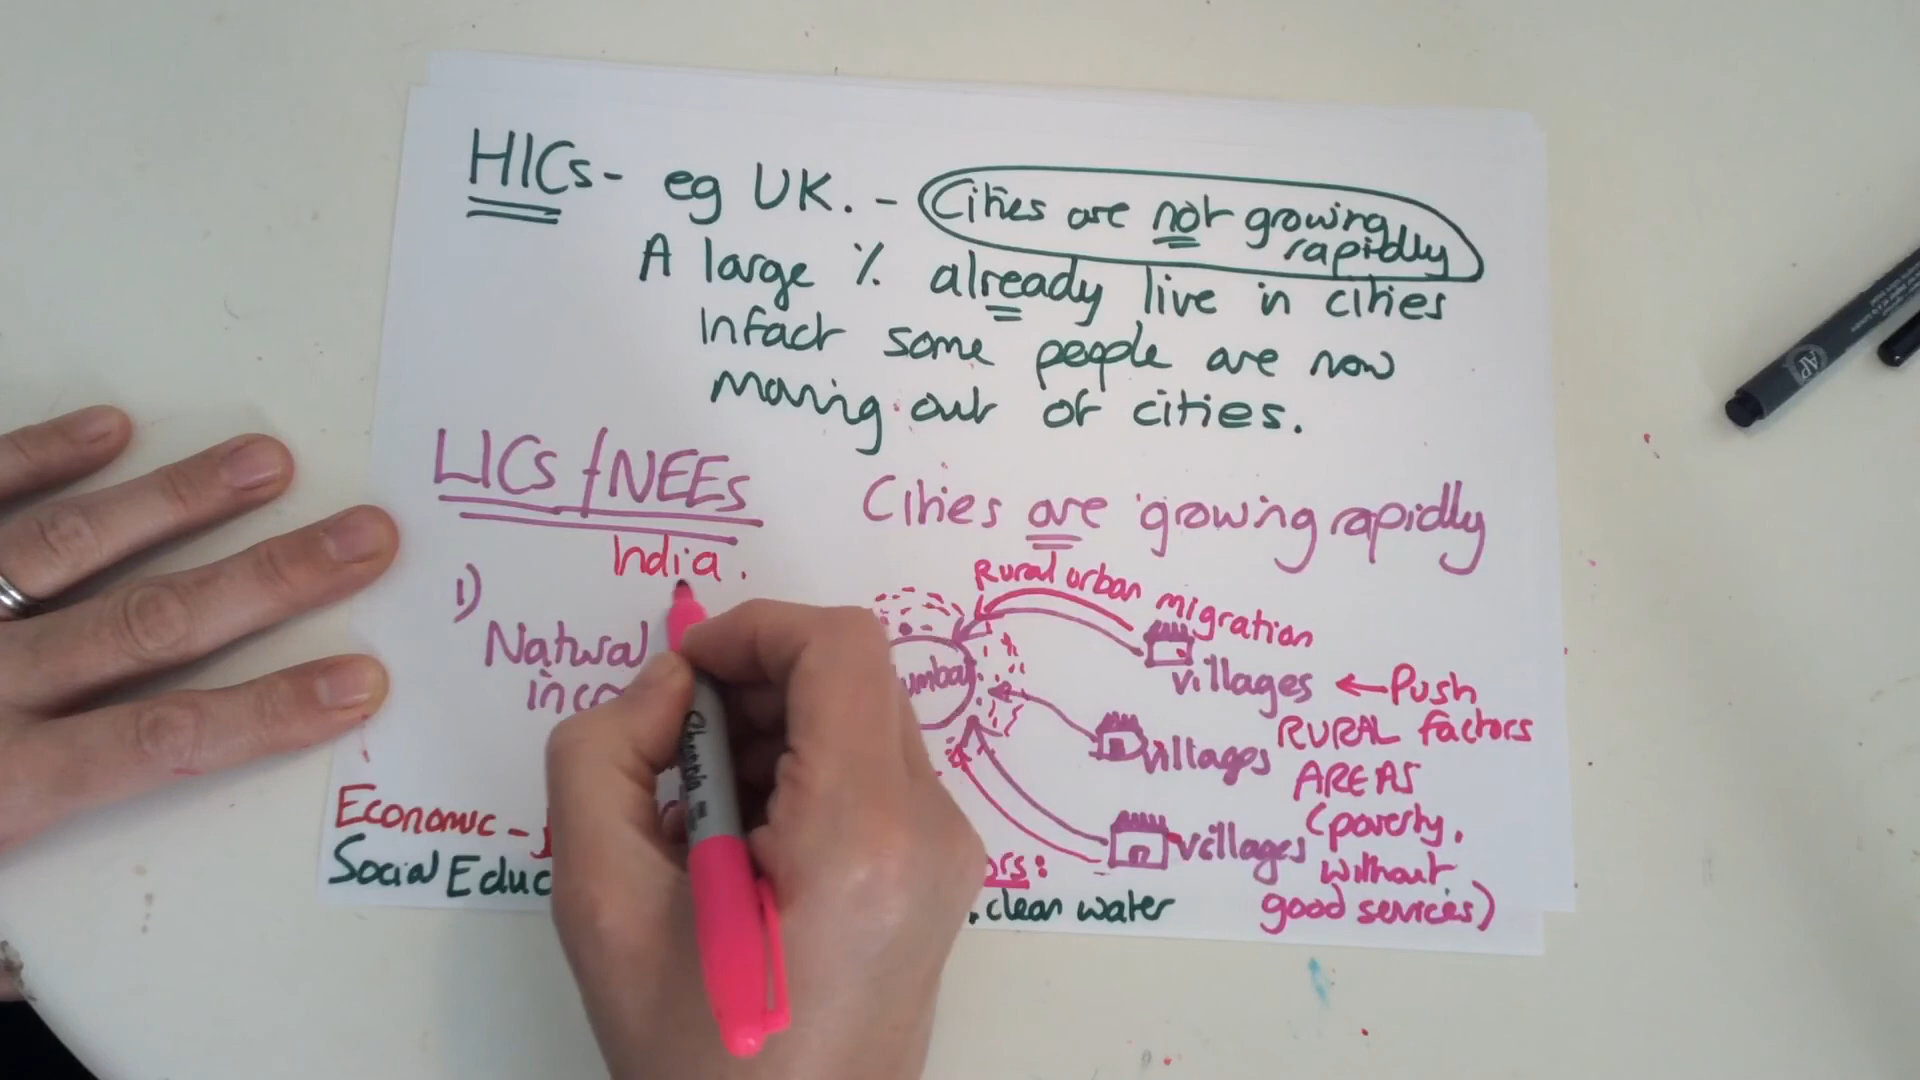 HICs - eg UK. - Cities are not growing
rapidly
A large % already live in cities
Infact some people are now
moving out of cities.
LICs / NEEs
Cities are growing rapidly
India.
1)
Natural
Rural urban migration
villages
villages
villages
← Push
RURAL factors
AREAS
(poverty.
without
good services)
Economic -
Social
clean water
AP